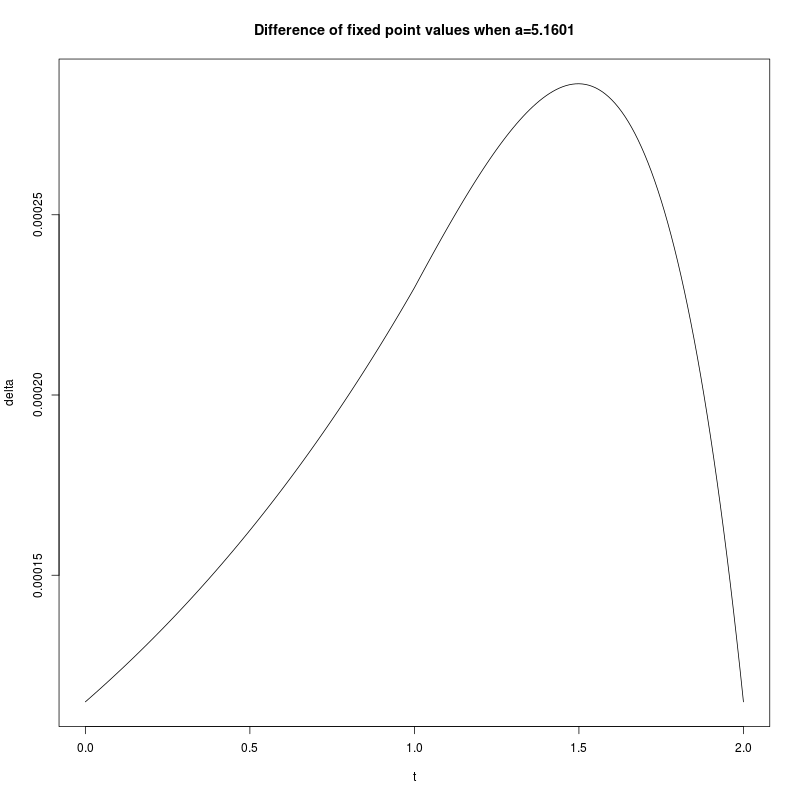 Difference of fixed point values when a=5.1601
delta
0.00025
0.00020
0.00015
0.0 0.5 1.0 1.5 2.0
t